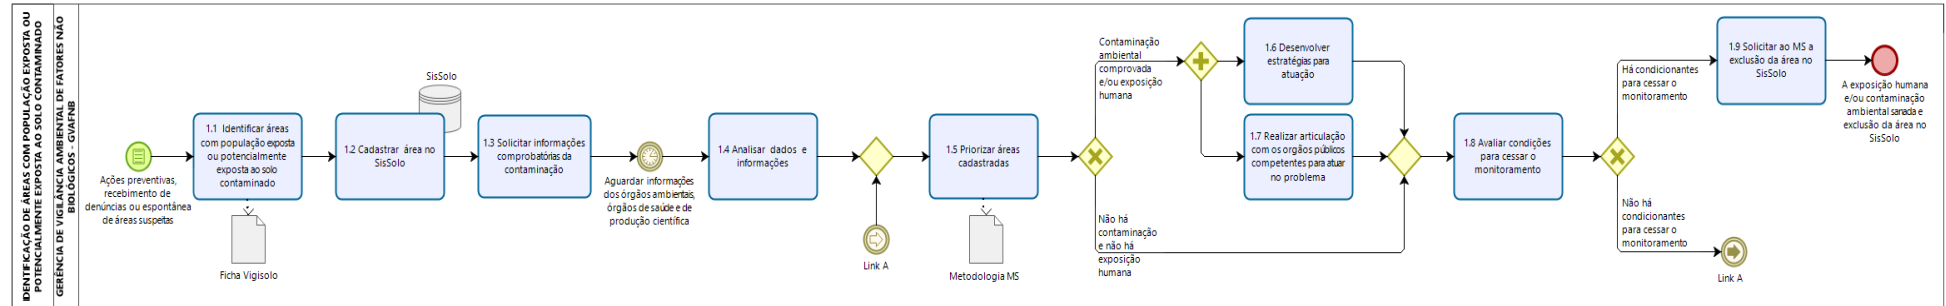 IDENTIFICAÇÃO DE ÁREAS COM POPULAÇÃO EXPOSTA OU
POTENCIALMENTE EXPOSTA AO SOLO CONTAMINADO
GERÊNCIA DE VIGILÂNCIA AMBIENTAL DE FATORES NÃO
BIOLÓGICOS - GVAFNB
Ações preventivas,
recebimento de
denúncias ou espontânea
de áreas suspeitas
1.1 Identificar áreas
com população exposta
ou potencialmente
exposta ao solo
contaminado
Ficha Vigisolo
SisSolo
1.2 Cadastrar área no
SisSolo
1.3 Solicitar informações
comprobatórias da
contaminação
Aguardar informações
dos órgãos ambientais,
órgãos de saúde e de
produção científica
1.4 Analisar dados e
informações
Link A
1.5 Priorizar áreas
cadastradas
Metodologia MS
Contaminação
ambiental
comprovada
e/ou exposição
humana
Não há
contaminação
e não há
exposição
humana
1.6 Desenvolver
estratégias para
atuação
1.7 Realizar articulação
com os orgãos públicos
competentes para atuar
no problema
1.8 Avaliar condições
para cessar o
monitoramento
Há condicionantes
para cessar o
monitoramento
Não há
condicionantes
para cessar o
monitoramento
Link A
1.9 Solicitar ao MS a
exclusão da área no
SisSolo
A exposição humana
e/ou contaminação
ambiental sanada e
exclusão da área no
SisSolo